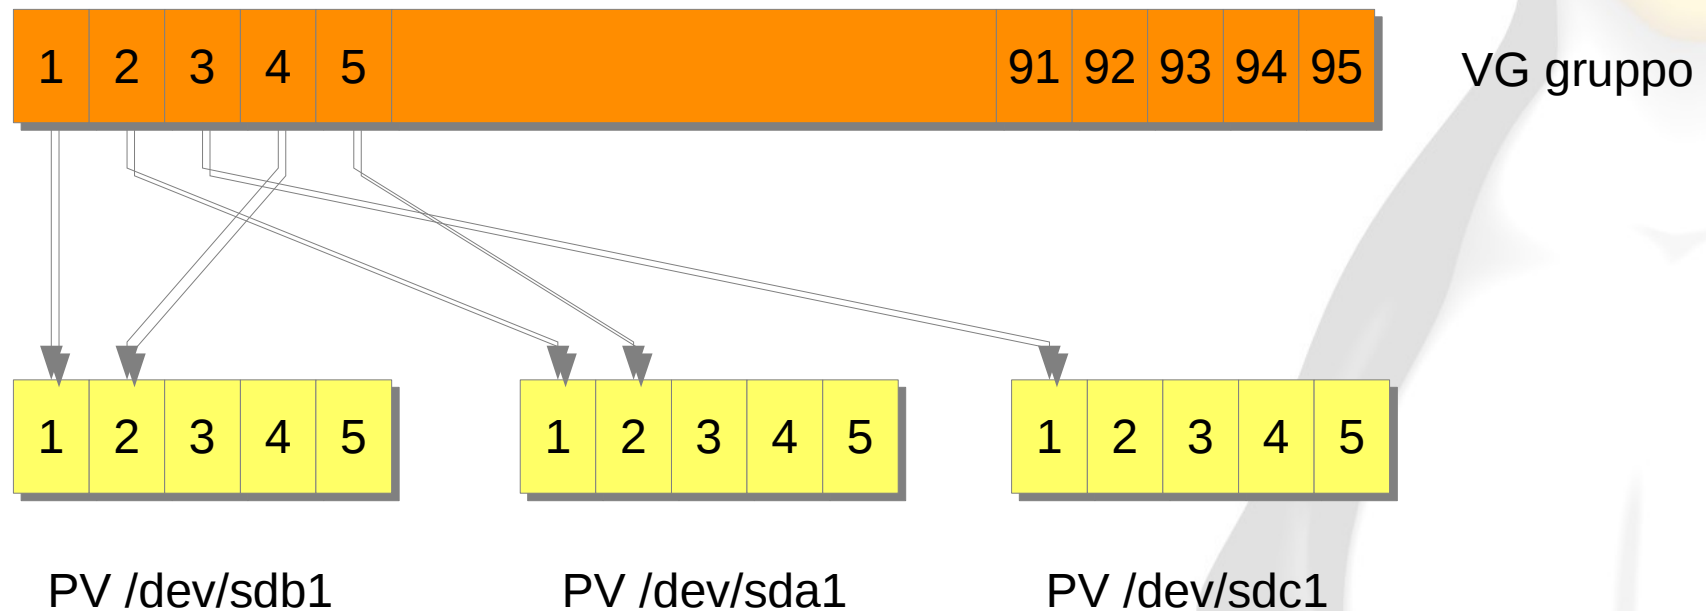 1 2 3 4 5 91 92 93 94 95 VG gruppo
1 2 3 4 5 1 2 3 4 5 1 2 3 4 5
PV /dev/sdb1 PV /dev/sda1 PV /dev/sdc1